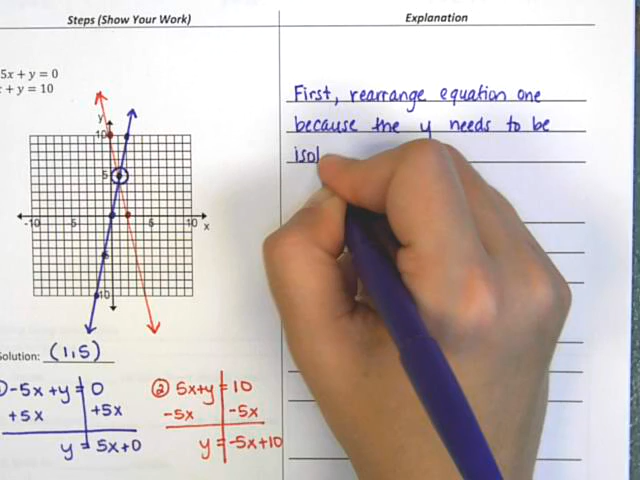 Steps (Show Your Work)
Explanation
5x + y = 0
+ y = 10
First, rearrange equation one
because the y needs to be
isol
y
10
5
-10
5
10
x
-10
Solution: (1,5)
-5x + y = 0
+5x +5x
y = 5x+0
② 5x+y = 10
-5x -5x
y = -5x+10